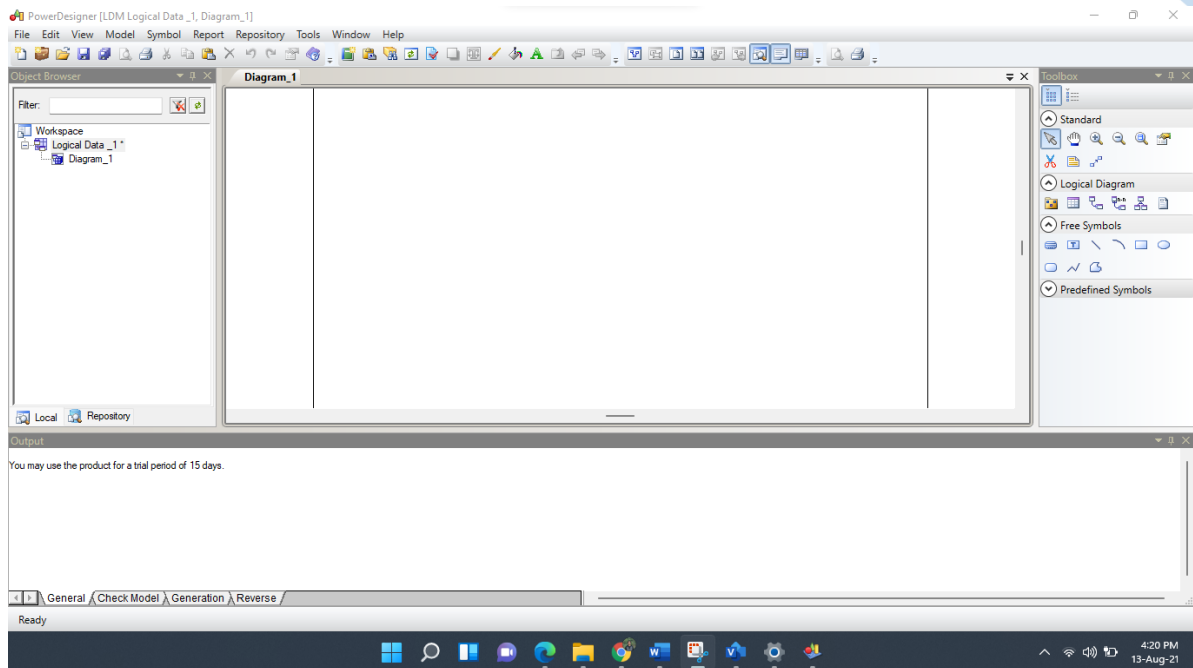 PowerDesigner [LDM Logical Data _1, Diagram_1]
File Edit View Model Symbol Report Repository Tools Window Help
Object Browser
Diagram_1
Toolbox
Filter:
Standard
Workspace
Logical Data _1 *
Diagram_1
Logical Diagram
Free Symbols
Predefined Symbols
Local Repository
Output
You may use the product for a trial period of 15 days.
General Check Model Generation Reverse
Ready
4:20 PM
13-Aug-21